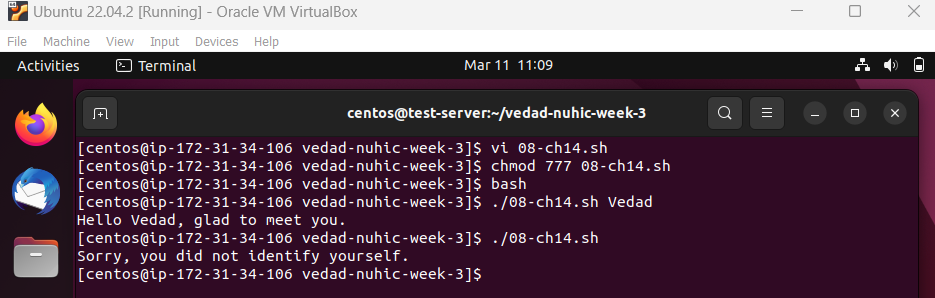 Ubuntu 22.04.2 [Running] - Oracle VM VirtualBox
File Machine View Input Devices Help
Activities Terminal Mar 11 11:09
centos@test-server:~/vedad-nuhic-week-3
[centos@ip-172-31-34-106 vedad-nuhic-week-3]$ vi 08-ch14.sh
[centos@ip-172-31-34-106 vedad-nuhic-week-3]$ chmod 777 08-ch14.sh
[centos@ip-172-31-34-106 vedad-nuhic-week-3]$ bash
[centos@ip-172-31-34-106 vedad-nuhic-week-3]$ ./08-ch14.sh Vedad
Hello Vedad, glad to meet you.
[centos@ip-172-31-34-106 vedad-nuhic-week-3]$ ./08-ch14.sh
Sorry, you did not identify yourself.
[centos@ip-172-31-34-106 vedad-nuhic-week-3]$